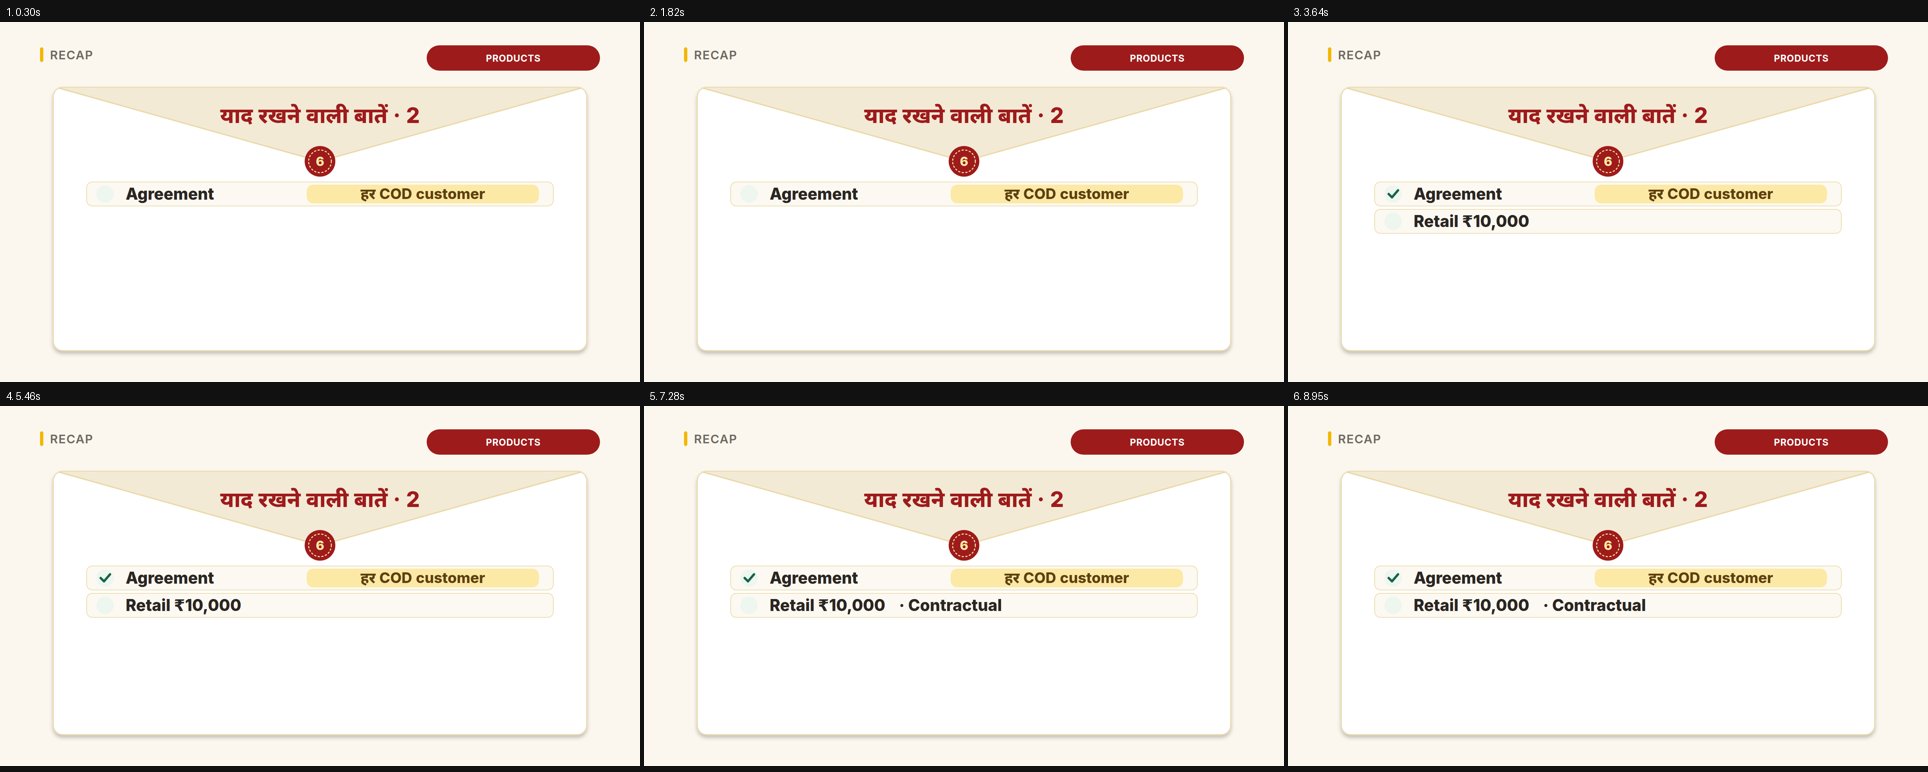 1. 0.30s
RECAP
PRODUCTS
याद रखने वाली बातें · 2
6
Agreement
हर COD customer
2. 1.82s
RECAP
PRODUCTS
याद रखने वाली बातें · 2
6
Agreement
हर COD customer
3. 3.64s
RECAP
PRODUCTS
याद रखने वाली बातें · 2
6
Agreement
हर COD customer
Retail ₹10,000
4. 5.46s
RECAP
PRODUCTS
याद रखने वाली बातें · 2
6
Agreement
हर COD customer
Retail ₹10,000
5. 7.28s
RECAP
PRODUCTS
याद रखने वाली बातें · 2
6
Agreement
हर COD customer
Retail ₹10,000 · Contractual
6. 8.95s
RECAP
PRODUCTS
याद रखने वाली बातें · 2
6
Agreement
हर COD customer
Retail ₹10,000 · Contractual